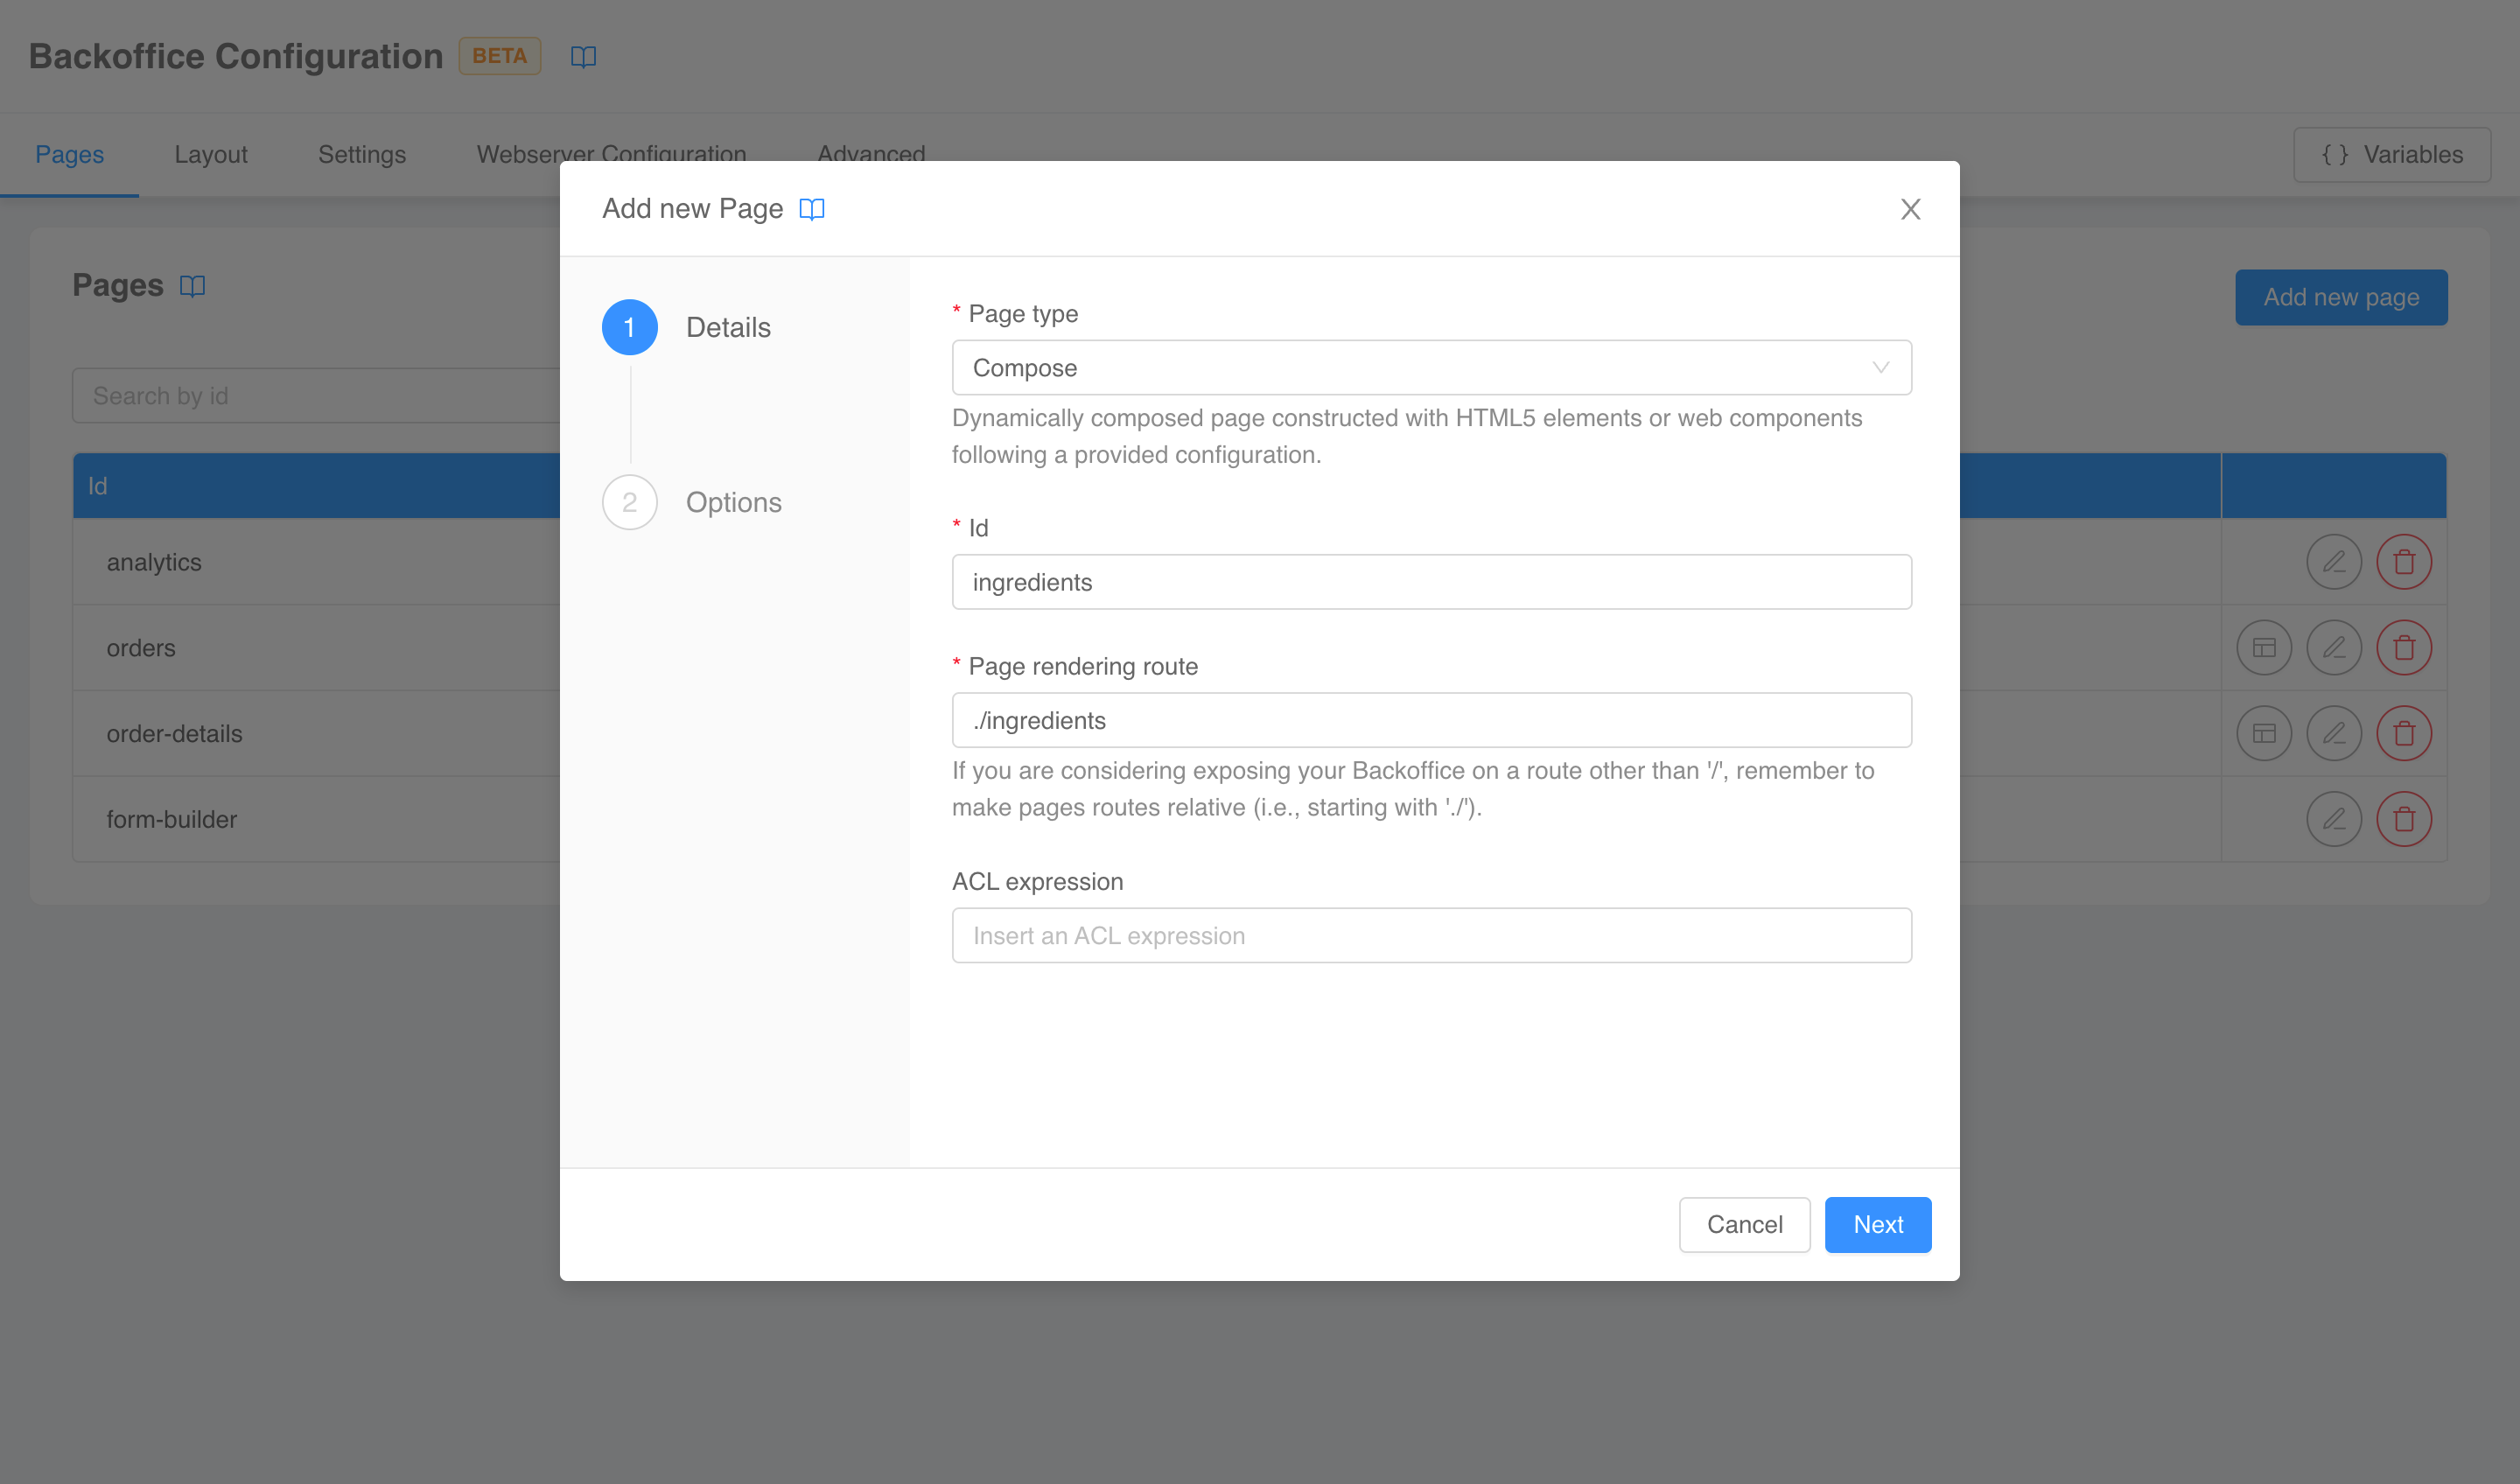 Backoffice Configuration BETA
Pages Layout Settings Webserver Configuration Advanced { } Variables
Pages
Add new page
Search by id
Id
analytics
orders
order-details
form-builder
Add new Page
1 Details
2 Options
* Page type
Compose
Dynamically composed page constructed with HTML5 elements or web components
following a provided configuration.
* Id
ingredients
* Page rendering route
./ingredients
If you are considering exposing your Backoffice on a route other than '/', remember to
make pages routes relative (i.e., starting with './').
ACL expression
Insert an ACL expression
Cancel Next